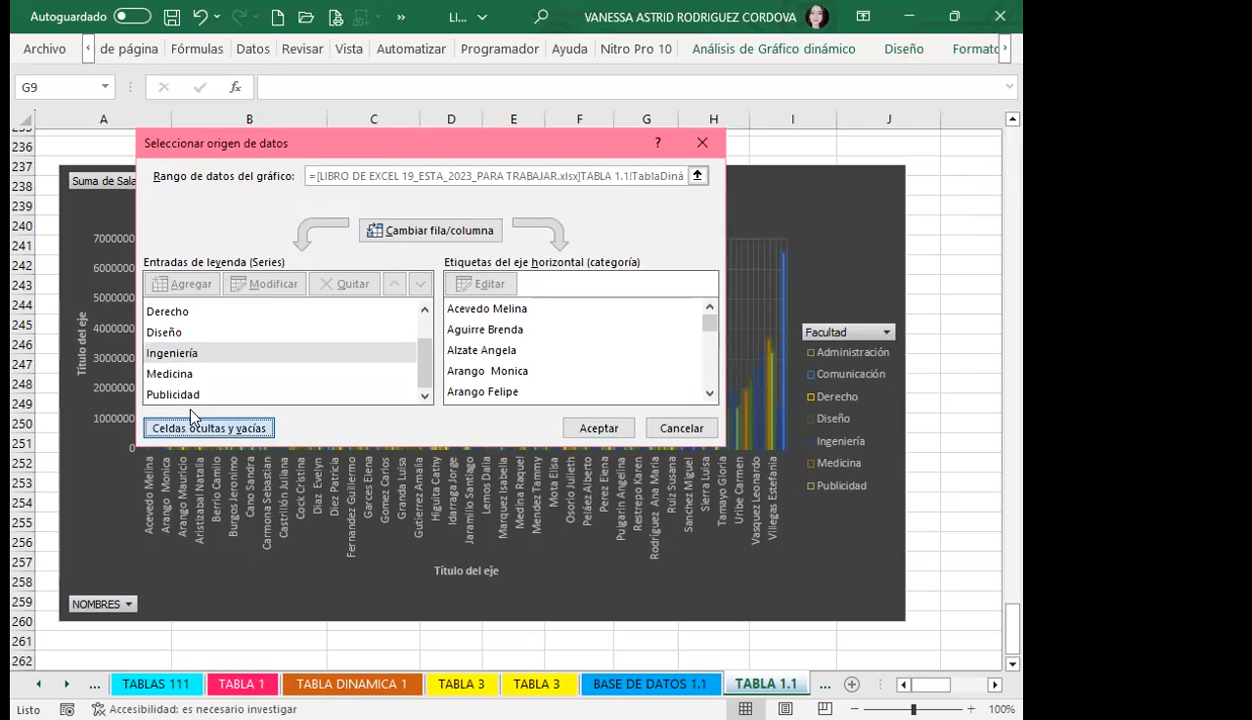 Autoguardado
LI...
VANESSA ASTRID RODRIGUEZ CORDOVA
Archivo
de página
Fórmulas
Datos
Revisar
Vista
Automatizar
Programador
Ayuda
Nitro Pro 10
Análisis de Gráfico dinámico
Diseño
Formato
G9
fx
A B C D E F G H I J
Seleccionar origen de datos
?
Rango de datos del gráfico:
=[LIBRO DE EXCEL 19_ESTA_2023_PARA TRABAJAR.xlsx]TABLA 1.1!TablaDiná
Cambiar fila/columna
Entradas de leyenda (Series)
Agregar
Modificar
Quitar
Derecho
Diseño
Ingeniería
Medicina
Publicidad
Etiquetas del eje horizontal (categoría)
Editar
Acevedo Melina
Aguirre Brenda
Alzate Angela
Arango Monica
Arango Felipe
Celdas ocultas y vacías
Aceptar
Cancelar
236
237
238
239
240
241
242
243
244
245
246
247
248
249
250
251
252
253
254
255
256
257
258
259
260
261
262
Suma de Sala
7000000
6000000
5000000
4000000
3000000
2000000
1000000
0
Título del eje
Acevedo Melina
Arango Monica
Arango Mauricio
Aristizabal Natalia
Berrio Camilo
Burgos Jeronimo
Cano Sandra
Carmona Sebastian
Castrillón Juliana
Cock Cristina
Diaz Evelyn
Diez Patricia
Fernandez Guillermo
Garces Elena
Gomez Carlos
Granda Luisa
Gutierrez Amalia
Higita Cathy
Idarraga Jorge
Jaramillo Santiago
Lemos Dalia
Marquez Isabella
Medina Raquel
Mendez Tammy
Mota Elisa
Osorio Julieth
Peláez Alberto
Perez Elena
Puigarin Angelina
Restrepo Karen
Rodríguez Ana María
Ruiz Susana
Sanchez Miguel
Sierra Luisa
Tamayo Gloria
Uribe Carmen
Vasquez Leonardo
Villegas Estefania
Título del eje
Facultad
Administración
Comunicación
Derecho
Diseño
Ingeniería
Medicina
Publicidad
NOMBRES
...
TABLAS 111
TABLA 1
TABLA DINAMICA 1
TABLA 3
TABLA 3
BASE DE DATOS 1.1
TABLA 1.1
...
Listo
Accesibilidad: es necesario investigar
100%